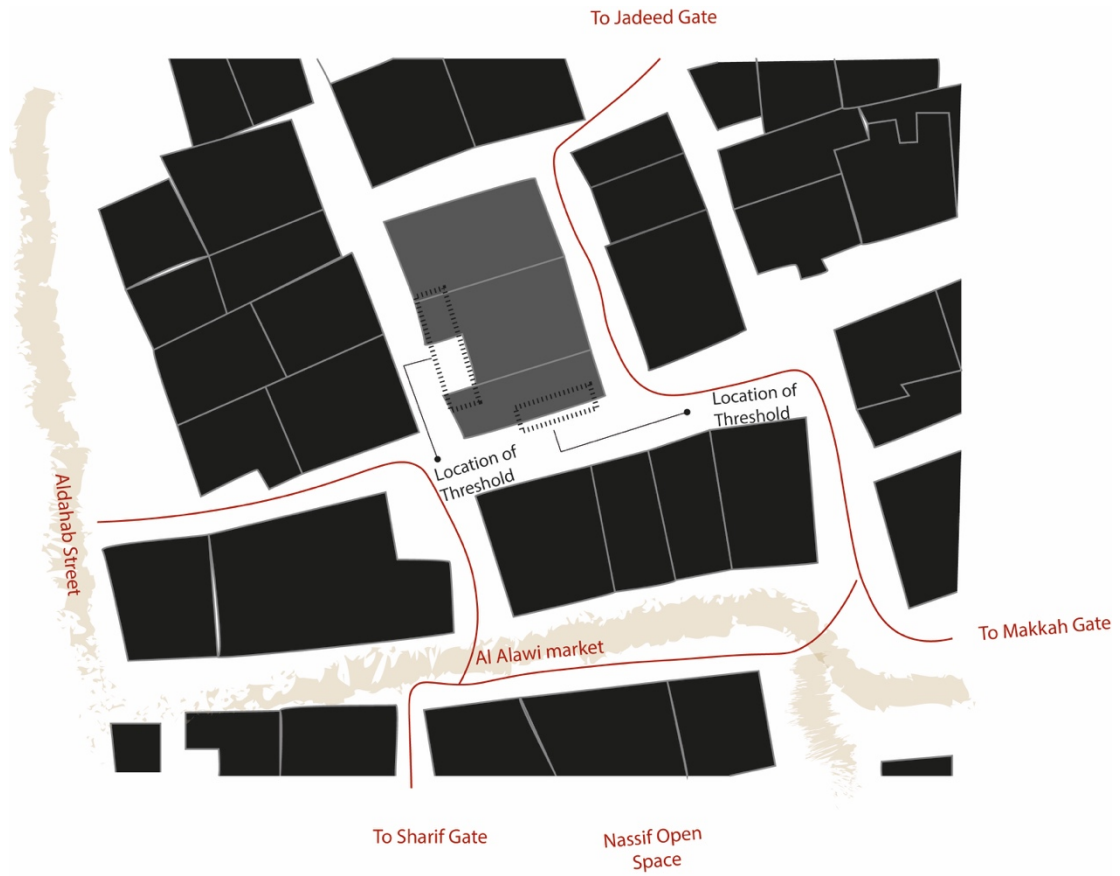 To Jadeed Gate
Location of
Threshold
Location of
Threshold
Aldahab Street
Al Alawi market
To Makkah Gate
To Sharif Gate
Nassif Open
Space